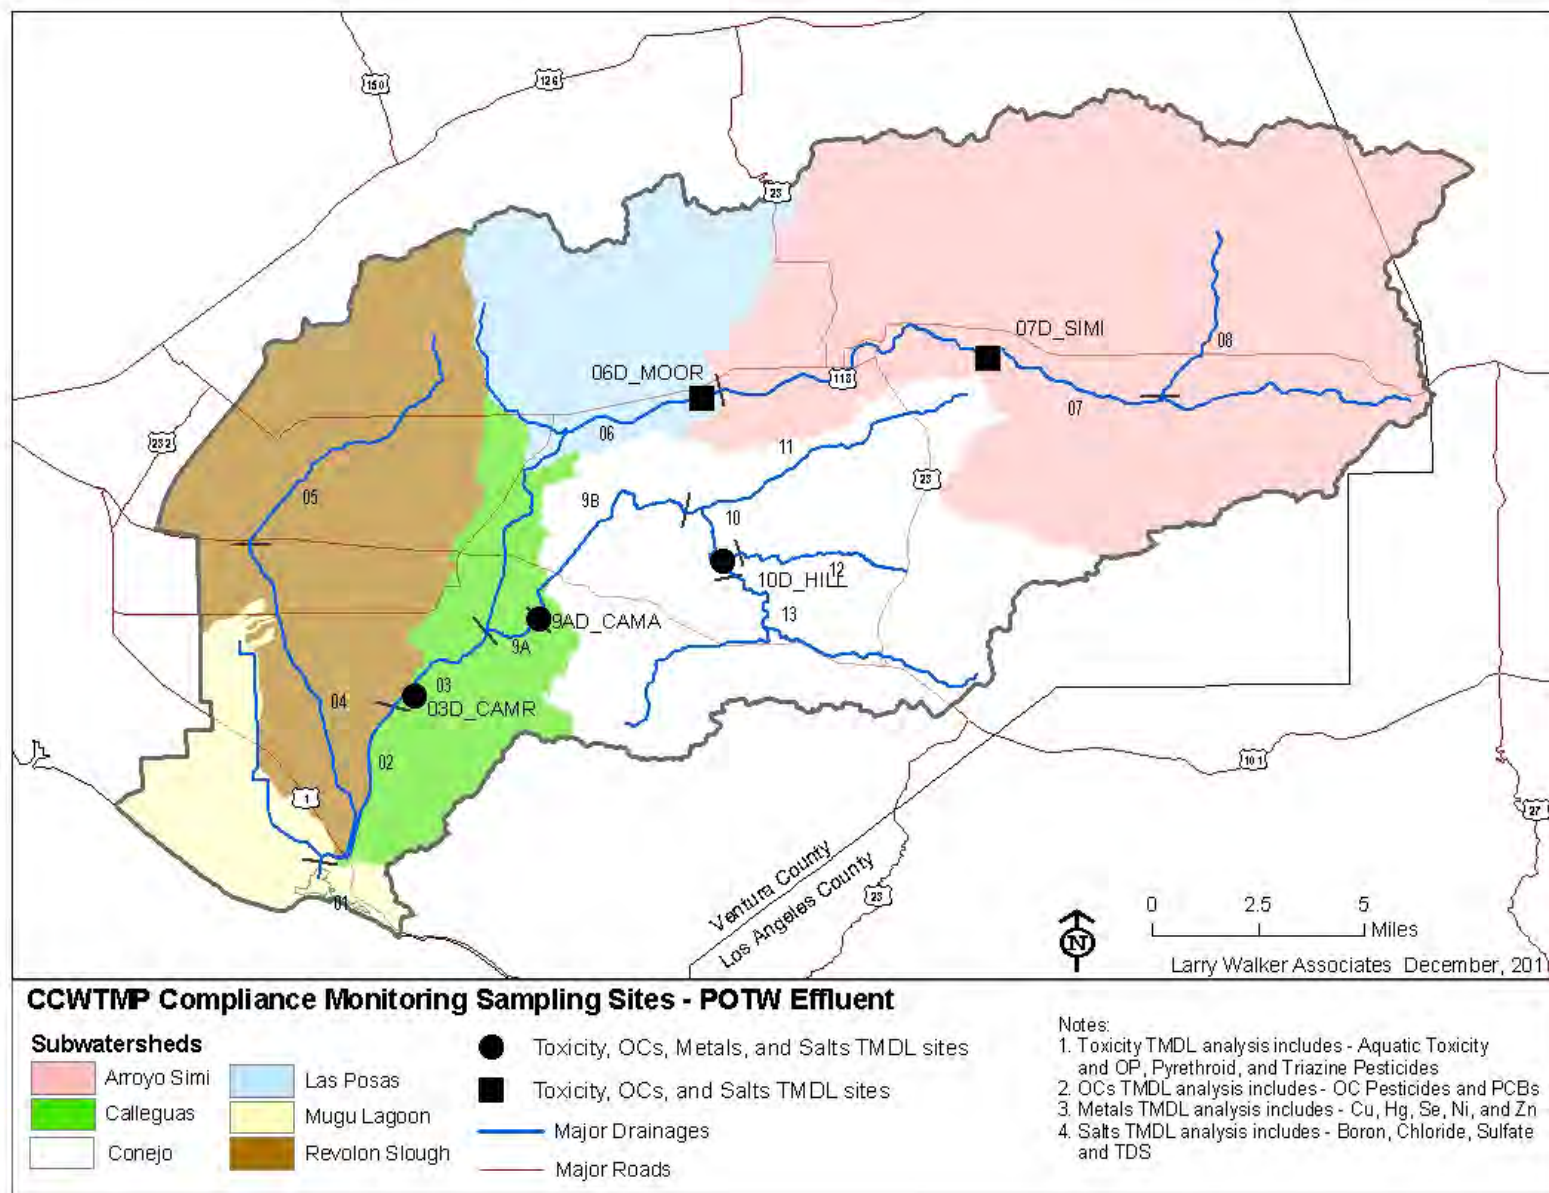 150
126
23
07D_SIMI
08
06D_MOOR
118
07
06
11
232
23
05
9B
10
12
10D_HILL
13
9AD_CAMA
9A
03
03D_CAMR
04
02
1
101
27
Ventura County
Los Angeles County
23
01
0 2.5 5
Miles
N
Larry Walker Associates December, 201
CCWTMP Compliance Monitoring Sampling Sites - POTW Effluent
Subwatersheds
Arroyo Simi
Las Posas
Calleguas
Mugu Lagoon
Conejo
Revolon Slough
Toxicity, OCs, Metals, and Salts TMDL sites
Toxicity, OCs, and Salts TMDL sites
Major Drainages
Major Roads
Notes:
1. Toxicity TMDL analysis includes - Aquatic Toxicity
and OP, Pyrethroid, and Triazine Pesticides
2. OCs TMDL analysis includes - OC Pesticides and PCBs
3. Metals TMDL analysis includes - Cu, Hg, Se, Ni, and Zn
4. Salts TMDL analysis includes - Boron, Chloride, Sulfate
and TDS